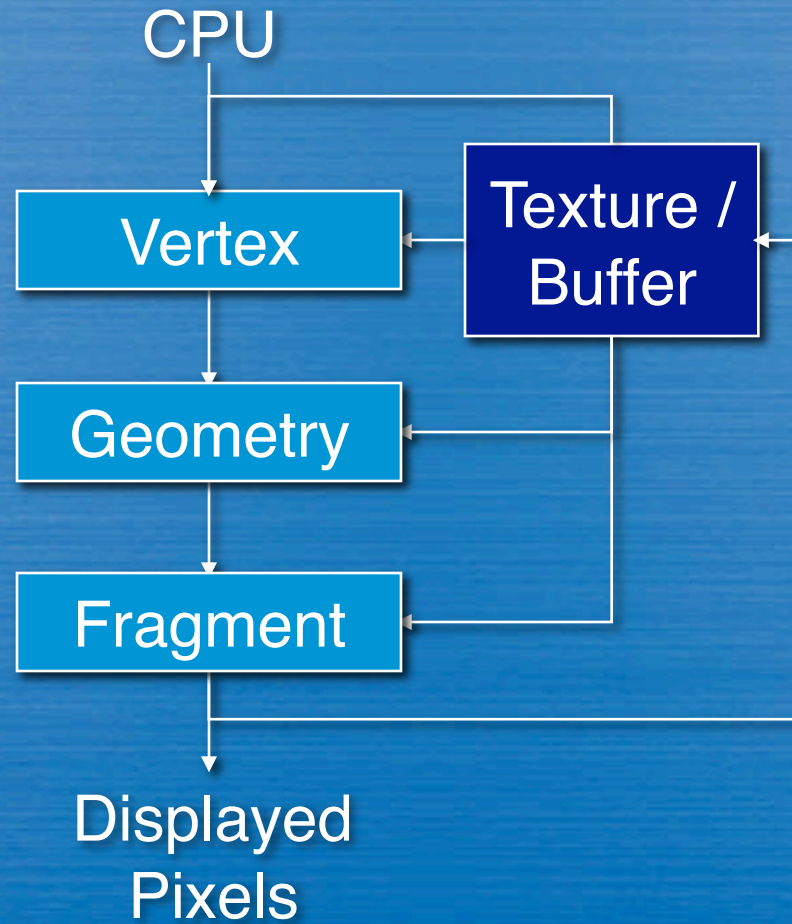 CPU
Texture /
Buffer
Vertex
Geometry
Fragment
Displayed
Pixels